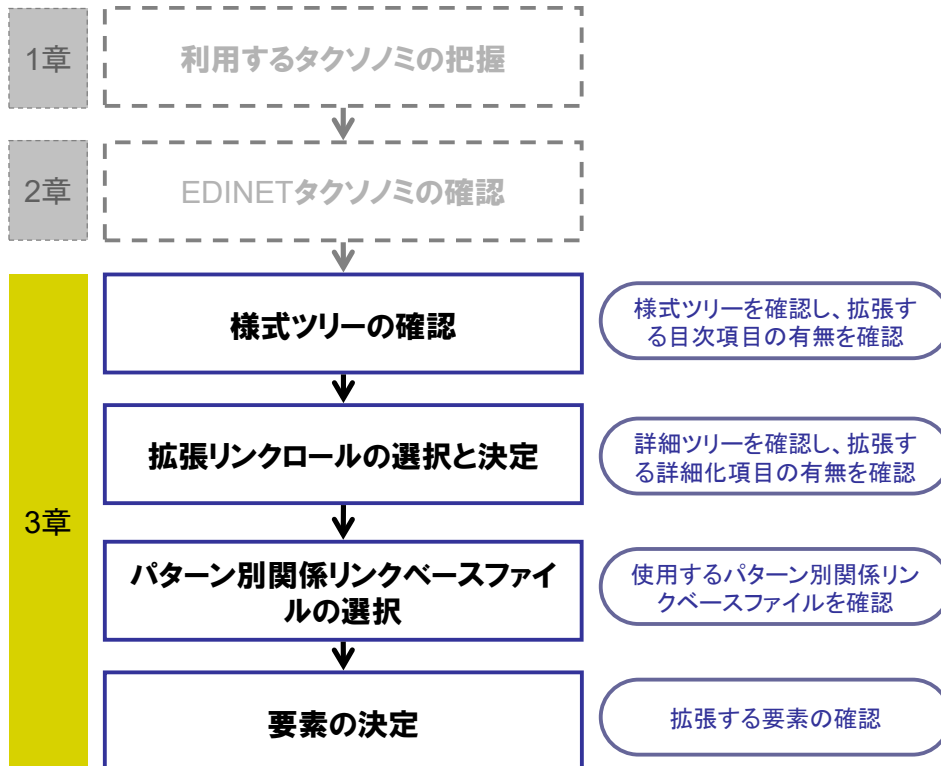 1章
利用するタクソノミの把握
2章
EDINETタクソノミの確認
3章
様式ツリーの確認
様式ツリーを確認し、拡張す
る目次項目の有無を確認
拡張リンクロールの選択と決定
詳細ツリーを確認し、拡張す
る詳細化項目の有無を確認
パターン別関係リンクベースファイ
ルの選択
使用するパターン別関係リン
クベースファイルを確認
要素の決定
拡張する要素の確認